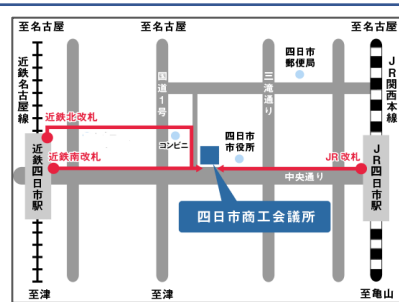 至名古屋
至名古屋
至名古屋
近鉄名古屋線
国道1号
三滝通り
四日市
郵便局
JR関西本線
近鉄北改札
コンビニ
四日市
市役所
近鉄四日市駅
近鉄南改札
JR改札
中央通り
JR四日市駅
四日市商工会議所
至津
至津
至亀山